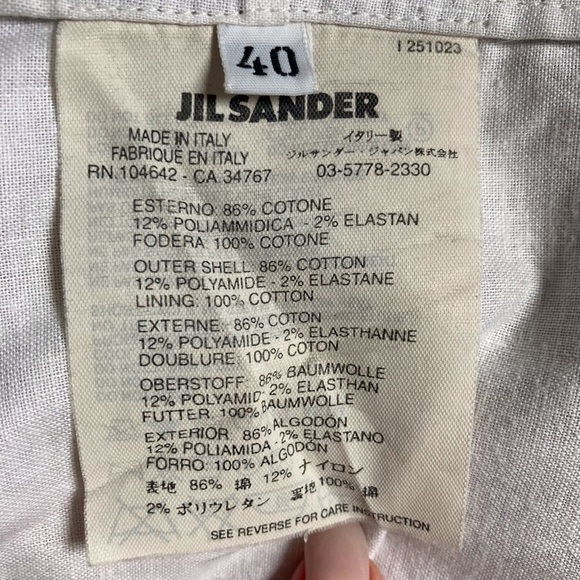 I 251023
40
JIL SANDER
MADE IN ITALY
FABRIQUE EN ITALY
RN.104642 - CA.34767
イタリー製
ジルサンダー・ジャパン株式会社
03-5778-2330
ESTERNO: 86% COTONE
12% POLIAMMIDICA - 2% ELASTAN
FODERA: 100% COTONE
OUTER SHELL: 86% COTTON
12% POLYAMIDE - 2% ELASTANE
LINING: 100% COTTON
EXTERNE: 86% COTON
12% POLYAMIDE - 2% ELASTHANNE
DOUBLURE: 100% COTON
OBERSTOFF: 86% BAUMWOLLE
12% POLYAMID- 2% ELASTHAN
FUTTER: 100% BAUMWOLLE
EXTERIOR: 86% ALGODÓN
12% POLIAMIDA - 2% ELASTANO
FORRO: 100% ALGODÓN
表地 86% 綿 12% ナイロン
2% ポリウレタン 裏地 100% 綿
SEE REVERSE FOR CARE INSTRUCTION